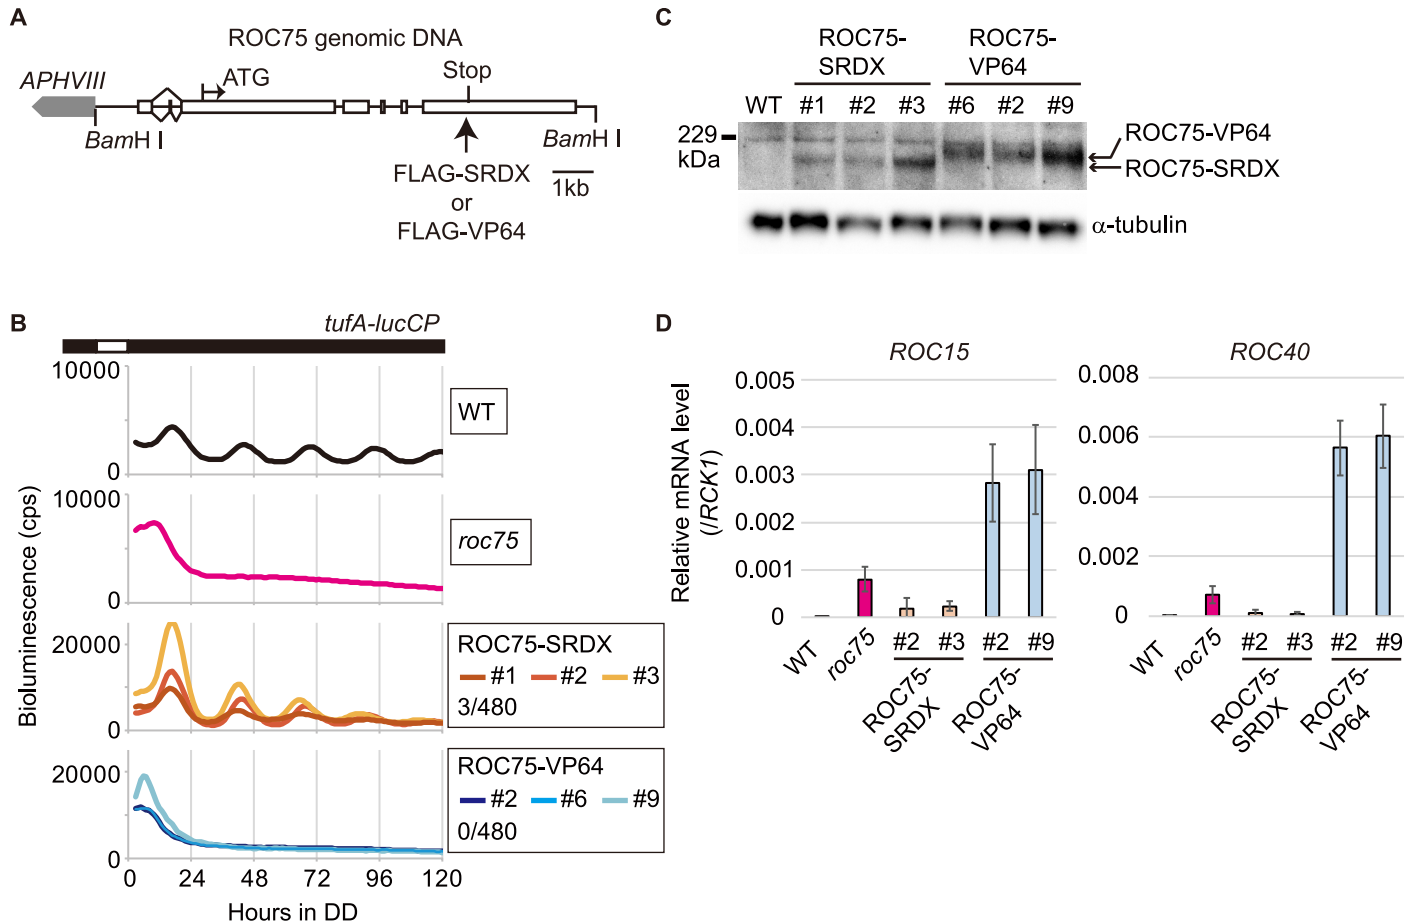 A
ROC75 genomic DNA
APHVIII
ATG
Stop
BamH I
BamH I
FLAG-SRDX
or
FLAG-VP64
1kb
B
tufA-lucCP
Bioluminescence (cps)
10000
0
WT
10000
0
roc75
20000
0
ROC75-SRDX
#1 #2 #3
3/480
20000
0
ROC75-VP64
#2 #6 #9
0/480
0 24 48 72 96 120
Hours in DD
C
ROC75-
SRDX
ROC75-
VP64
WT #1 #2 #3 #6 #2 #9
229
kDa
ROC75-VP64
ROC75-SRDX
α-tubulin
D
Relative mRNA level
(/RCK1)
ROC15
0.005
0.004
0.003
0.002
0.001
0
WT
roc75
#2 #3
ROC75-
SRDX
#2 #9
ROC75-
VP64
ROC40
0.008
0.006
0.004
0.002
0
WT
roc75
#2 #3
ROC75-
SRDX
#2 #9
ROC75-
VP64